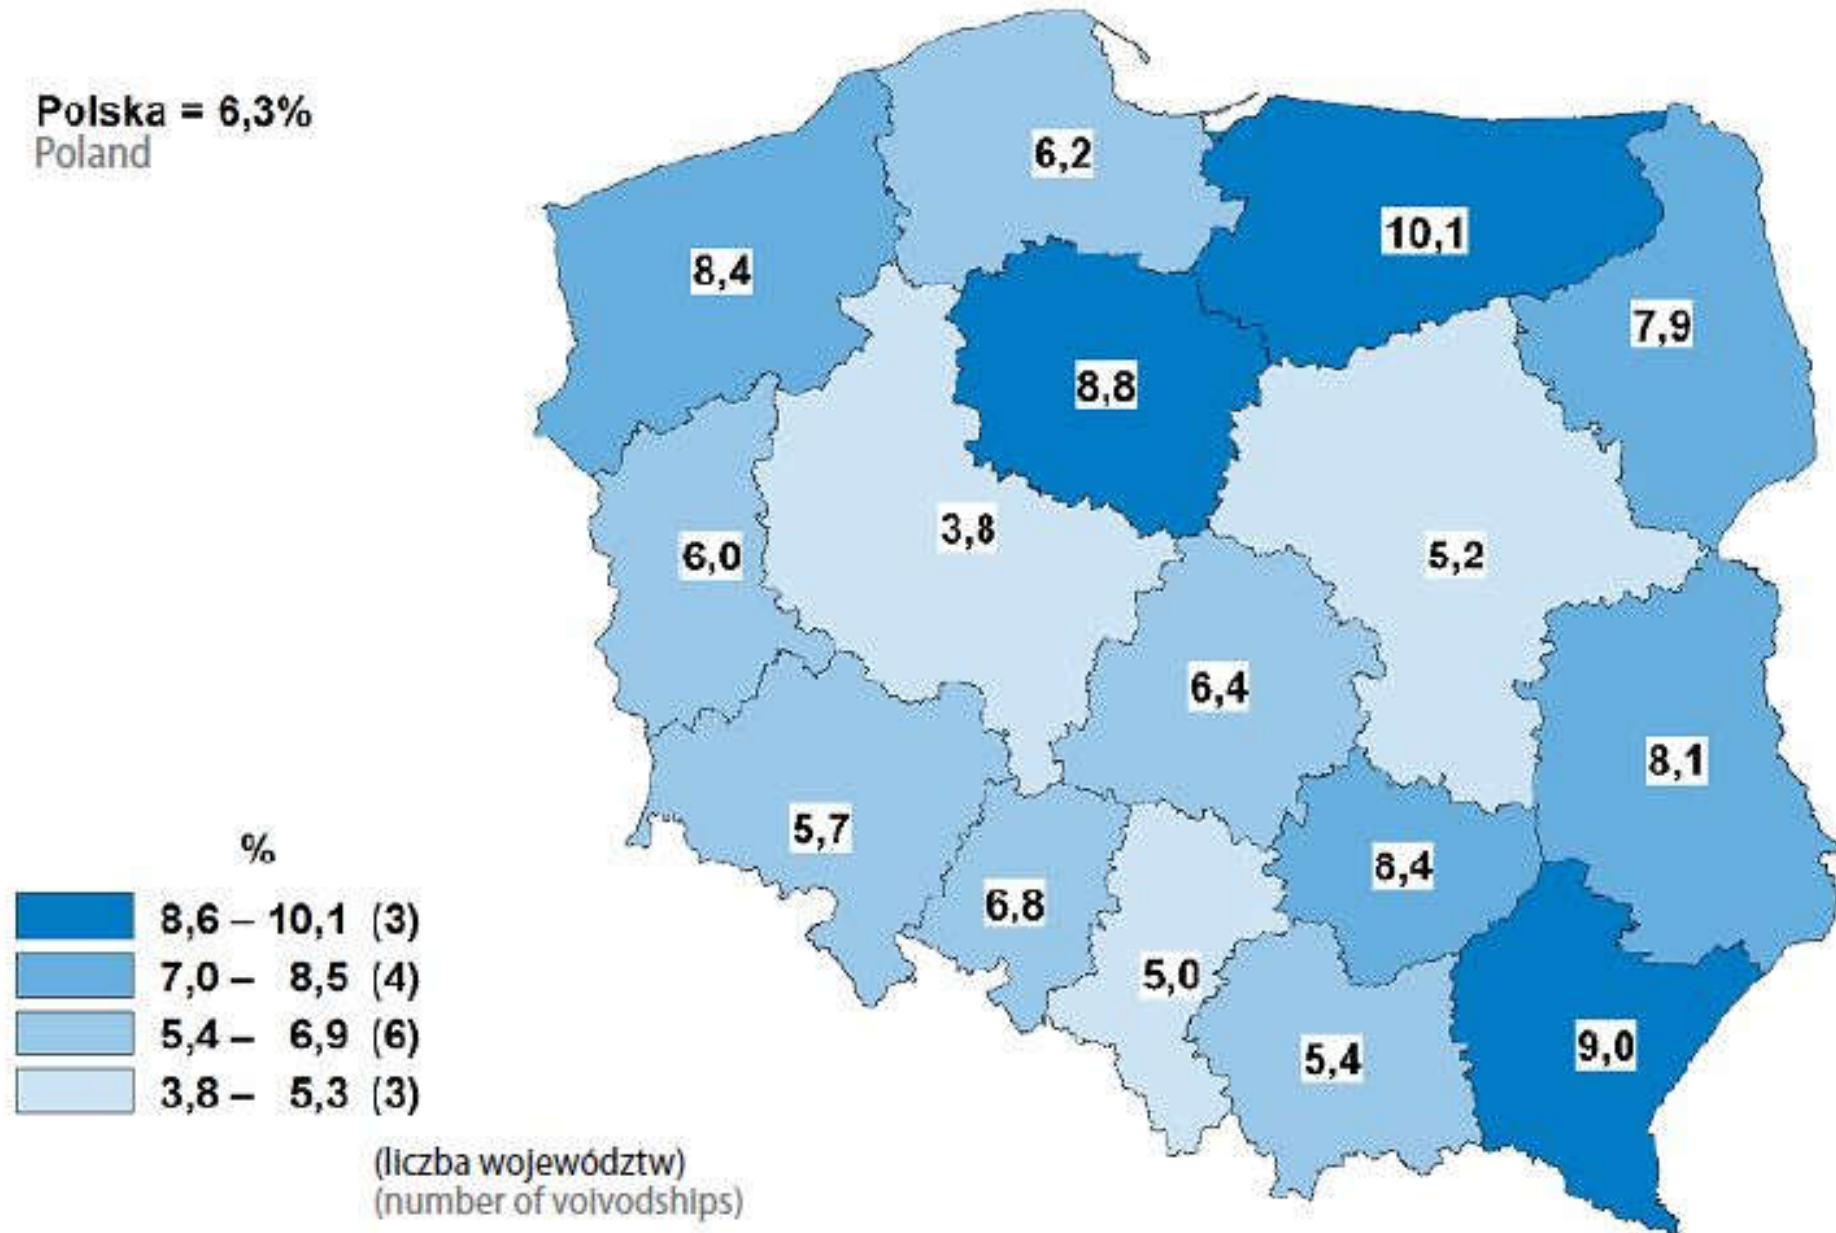 Polska = 6,3%
Poland
6,2
10,1
8,4
7,9
8,8
3,8
6,0
5,2
6,4
8,1
5,7
8,4
6,8
5,0
5,4
9,0
%
8,6 – 10,1 (3)
7,0 – 8,5 (4)
5,4 – 6,9 (6)
3,8 – 5,3 (3)
(liczba województw)
(number of voivodships)